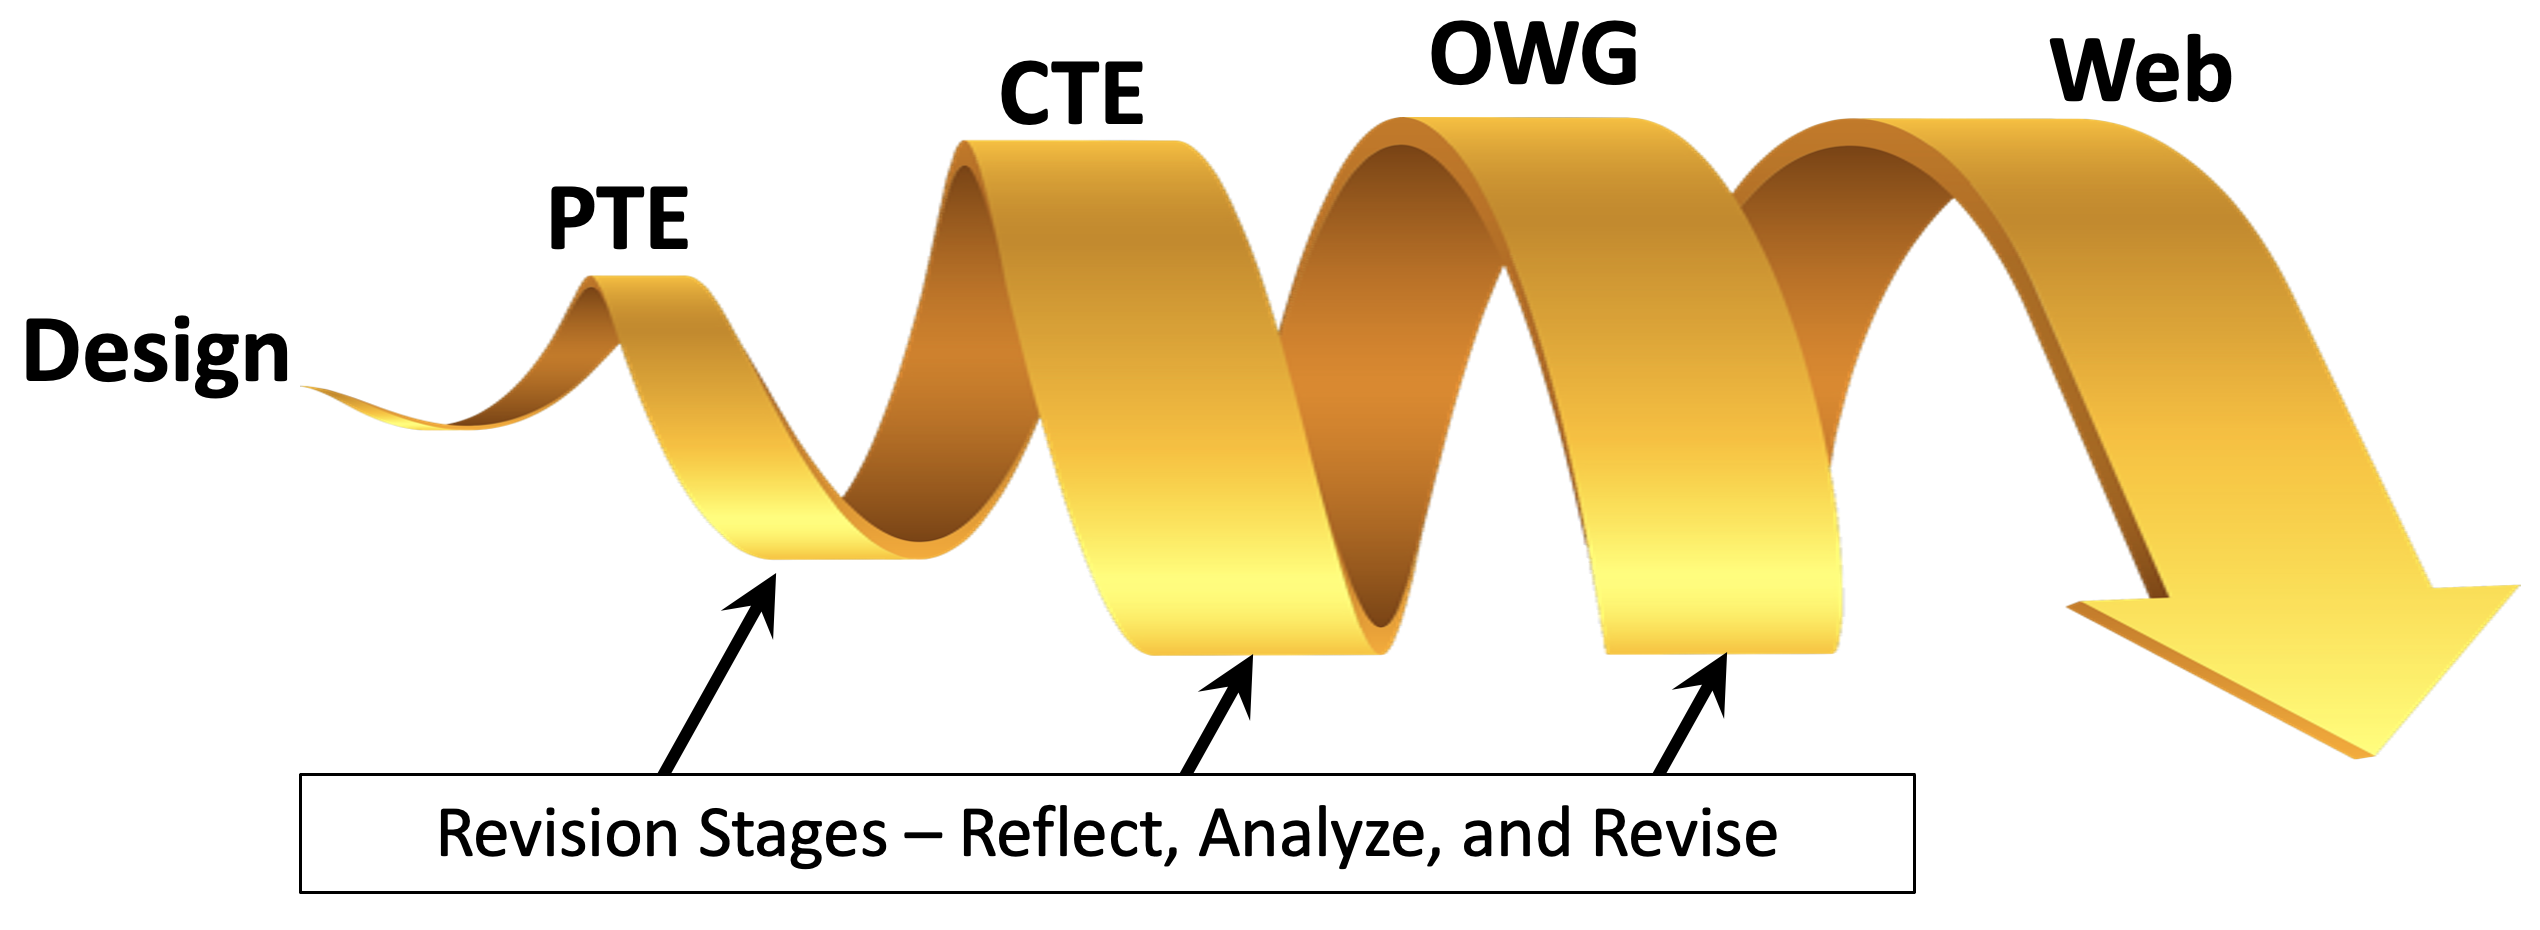 Design
PTE
CTE
OWG
Web
Revision Stages – Reflect, Analyze, and Revise